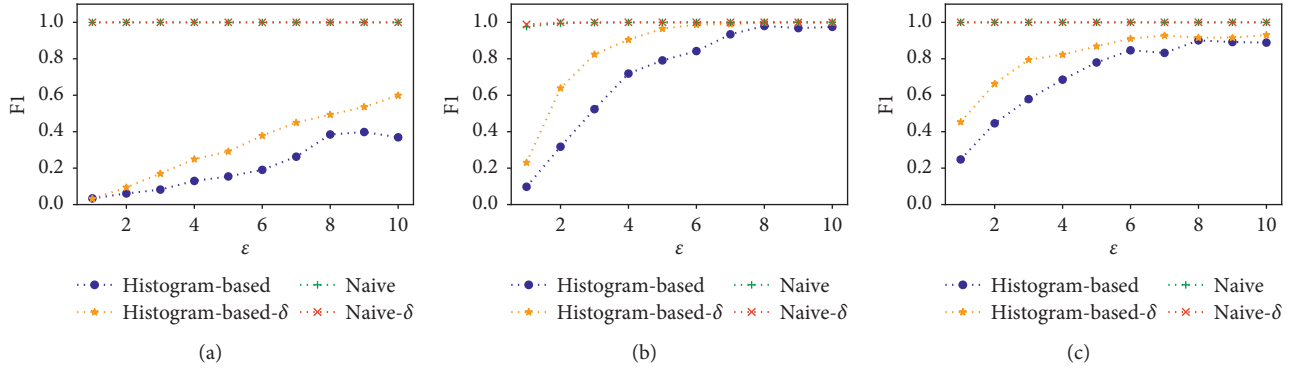 1.0
0.8
0.6
0.4
0.2
0.0
F1
2 4 6 8 10
ε
Histogram-based Naive
Histogram-based-δ Naive-δ
(a)
1.0
0.8
0.6
0.4
0.2
0.0
F1
2 4 6 8 10
ε
Histogram-based Naive
Histogram-based-δ Naive-δ
(b)
1.0
0.8
0.6
0.4
0.2
0.0
F1
2 4 6 8 10
ε
Histogram-based Naive
Histogram-based-δ Naive-δ
(c)